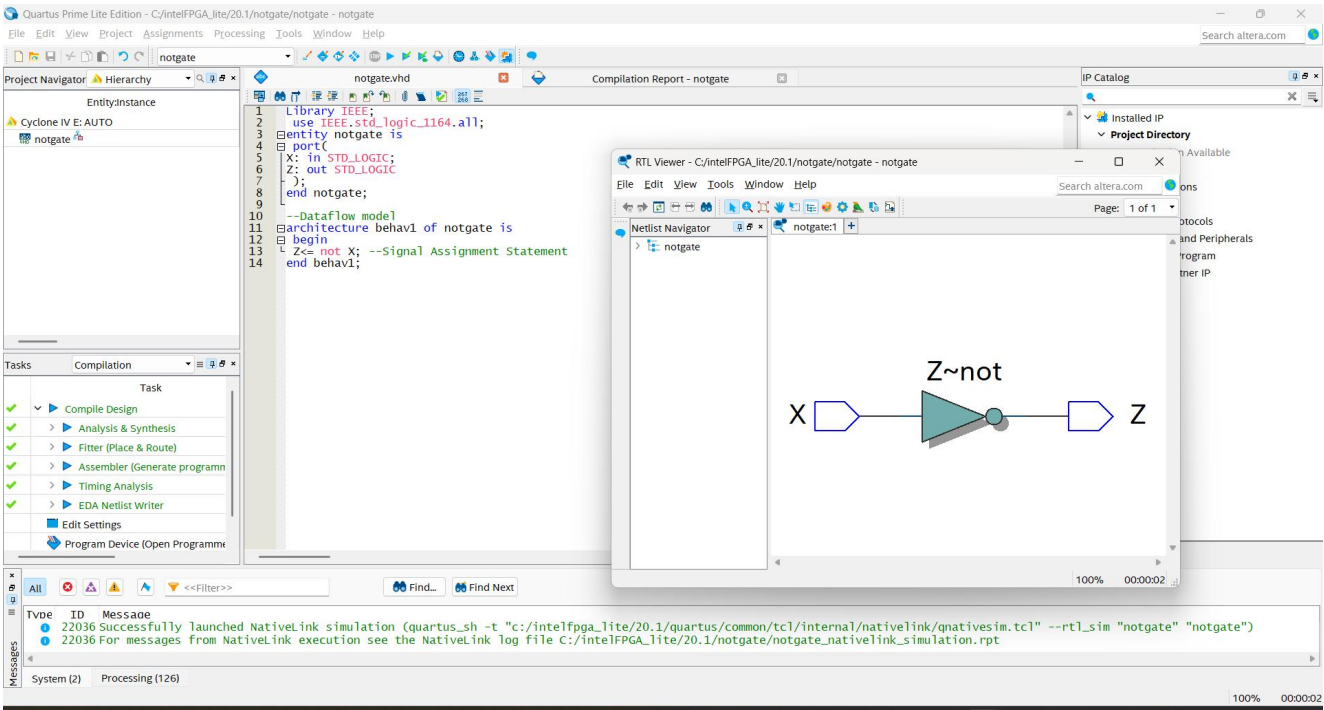 Quartus Prime Lite Edition - C:/intelFPGA_lite/20.1/notgate/notgate - notgate
File Edit View Project Assignments Processing Tools Window Help
Search altera.com
notgate
Project Navigator Hierarchy
Entity:Instance
Cyclone IV E: AUTO
notgate
Tasks Compilation
Task
Compile Design
Analysis & Synthesis
Fitter (Place & Route)
Assembler (Generate programm
Timing Analysis
EDA Netlist Writer
Edit Settings
Program Device (Open Programme
notgate.vhd
Compilation Report - notgate
267
268
1 Library IEEE;
2 use IEEE.std_logic_1164.all;
3 entity notgate is
4 port(
5 X: in STD_LOGIC;
6 Z: out STD_LOGIC
7 );
8 end notgate;
9
10 --Dataflow model
11 architecture behav1 of notgate is
12 begin
13 Z<= not X; --Signal Assignment Statement
14 end behav1;
IP Catalog
Installed IP
Project Directory
n Available
ons
otocols
and Peripherals
rogram
tner IP
RTL Viewer - C:/intelFPGA_lite/20.1/notgate/notgate - notgate
File Edit View Tools Window Help
Search altera.com
Page: 1 of 1
Netlist Navigator
notgate
notgate:1
Z~not
X
Z
100% 00:00:02
All
<<Filter>>
Find...
Find Next
Type ID Message
22036 Successfully launched NativeLink simulation (quartus_sh -t "c:/intelfpga_lite/20.1/quartus/common/tcl/internal/nativelink/qnativesim.tcl" --rtl_sim "notgate" "notgate")
22036 For messages from NativeLink execution see the NativeLink log file C:/intelFPGA_lite/20.1/notgate/notgate_nativelink_simulation.rpt
Messages
System (2) Processing (126)
100% 00:00:02